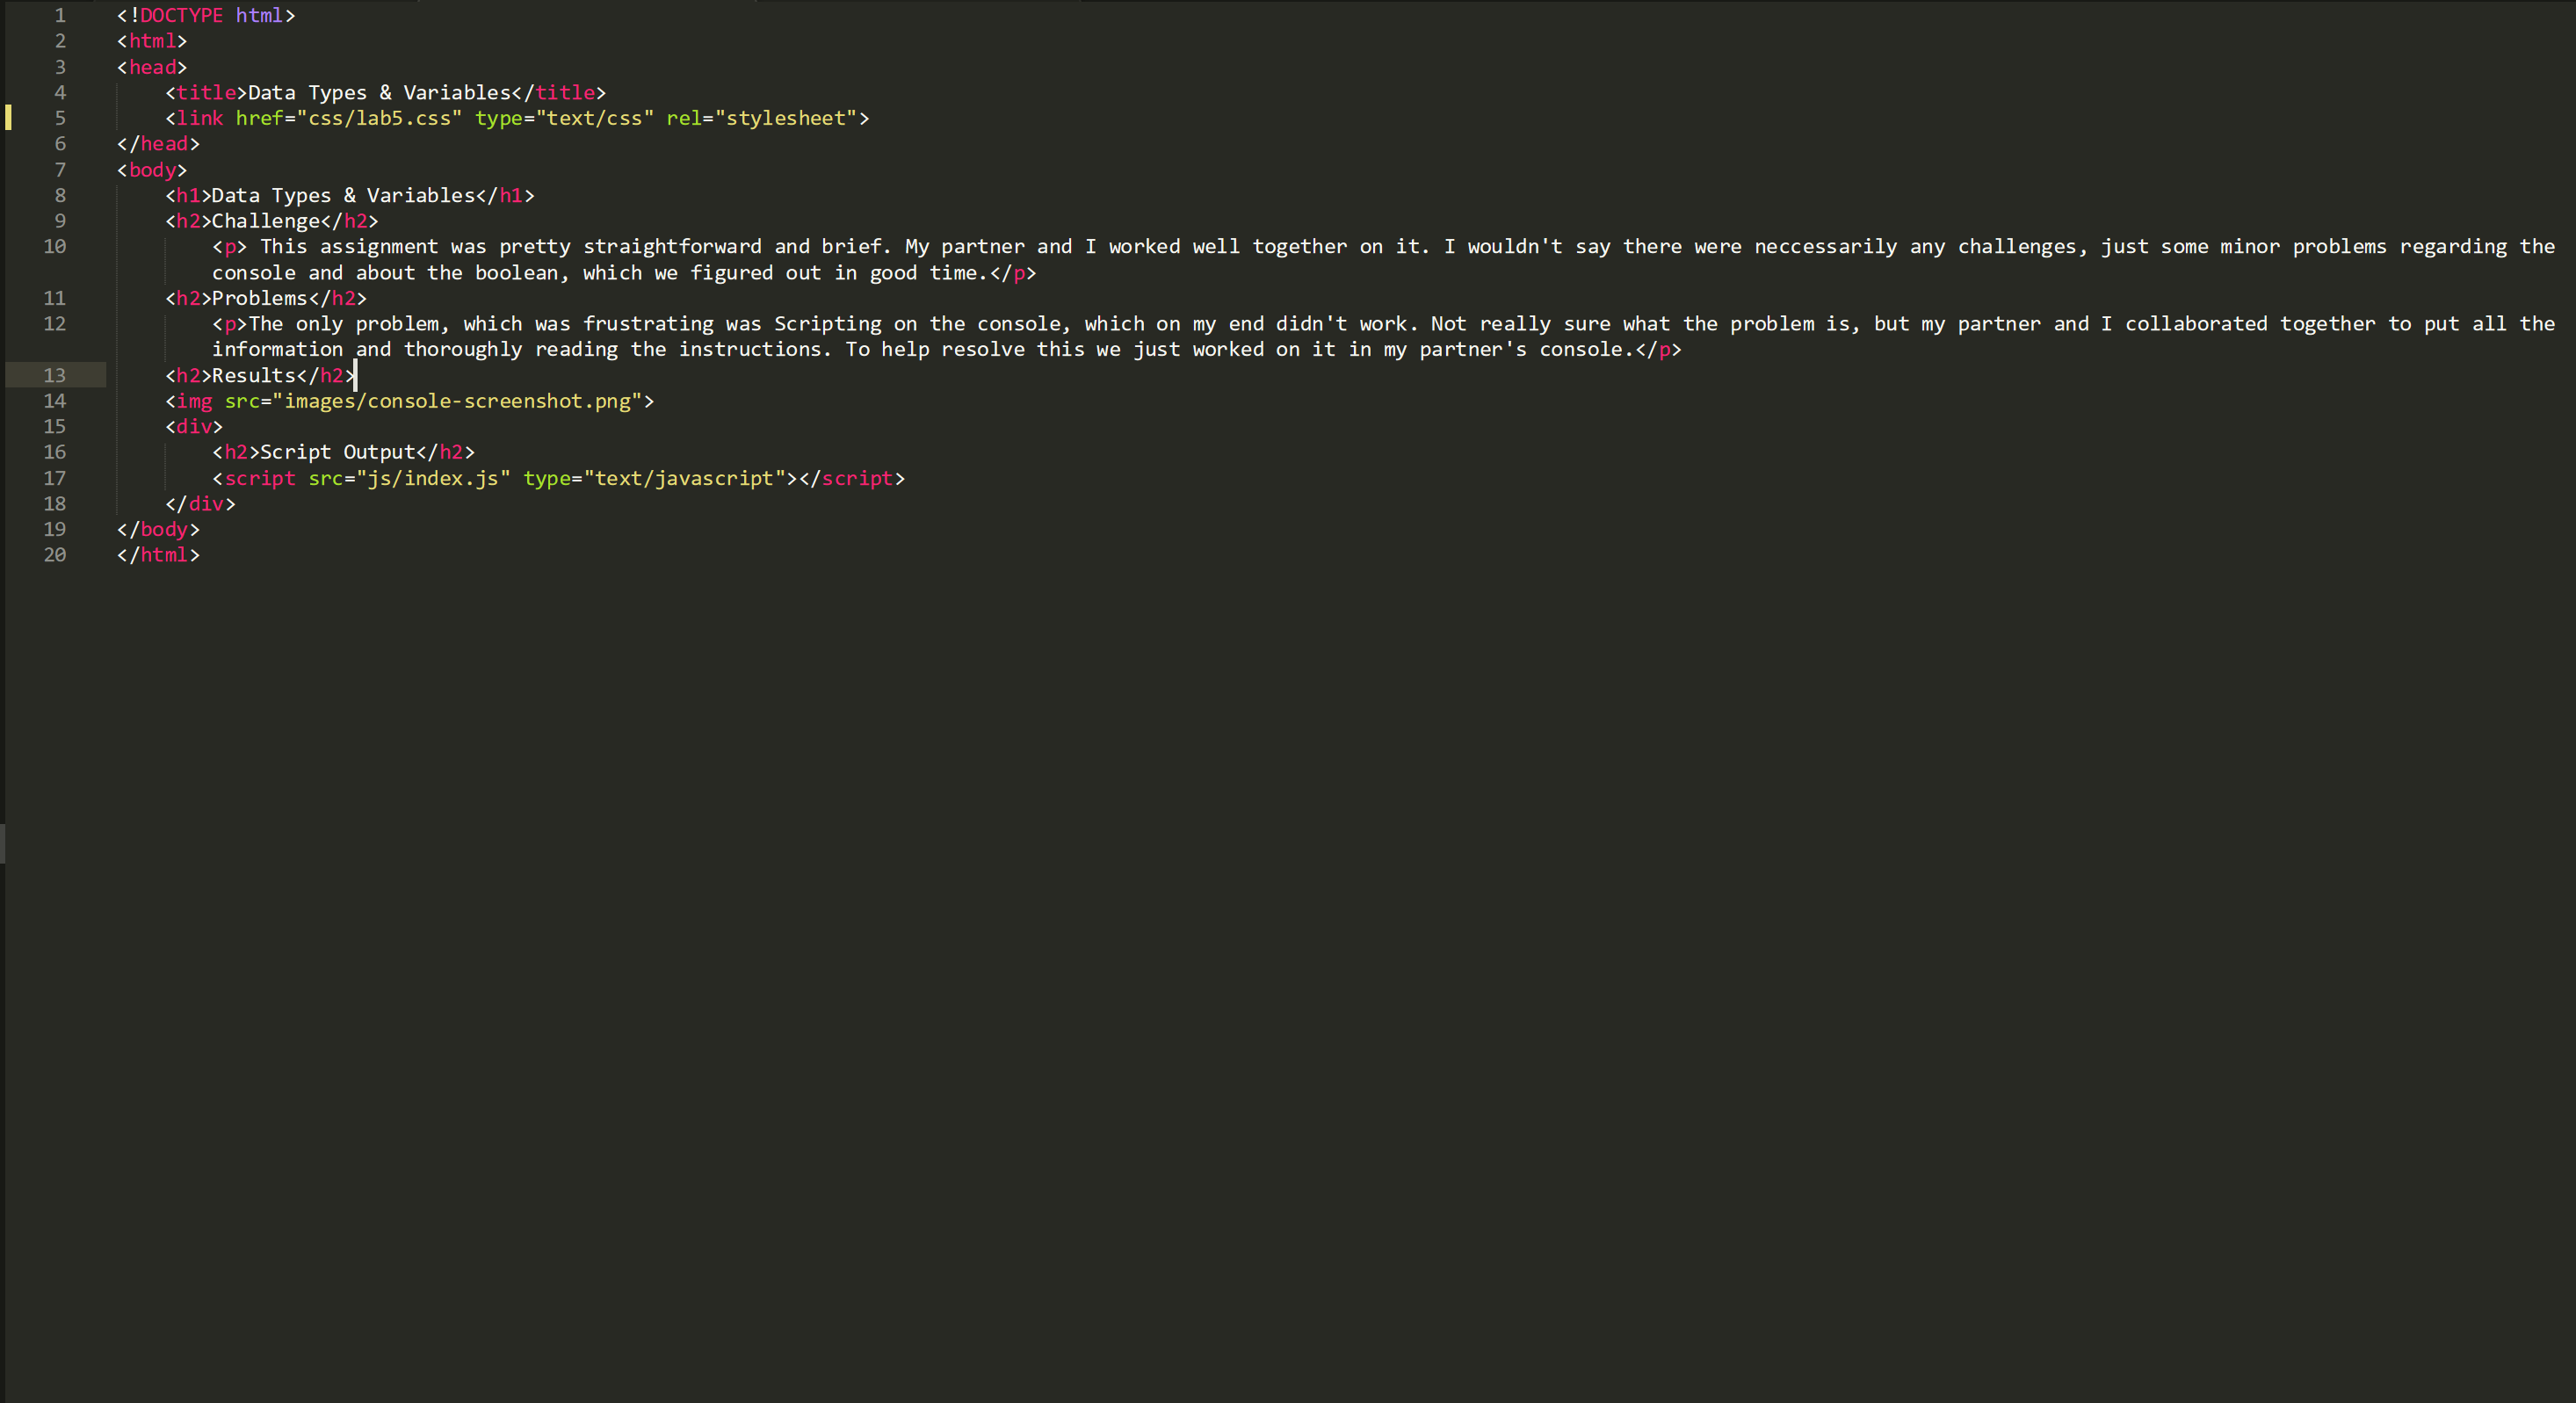 1 <!DOCTYPE html>
2 <html>
3 <head>
4 <title>Data Types & Variables</title>
5 <link href="css/lab5.css" type="text/css" rel="stylesheet">
6 </head>
7 <body>
8 <h1>Data Types & Variables</h1>
9 <h2>Challenge</h2>
10 <p> This assignment was pretty straightforward and brief. My partner and I worked well together on it. I wouldn't say there were neccessarily any challenges, just some minor problems regarding the
console and about the boolean, which we figured out in good time.</p>
11 <h2>Problems</h2>
12 <p>The only problem, which was frustrating was Scripting on the console, which on my end didn't work. Not really sure what the problem is, but my partner and I collaborated together to put all the
information and thoroughly reading the instructions. To help resolve this we just worked on it in my partner's console.</p>
13 <h2>Results</h2>
14 <img src="images/console-screenshot.png">
15 <div>
16 <h2>Script Output</h2>
17 <script src="js/index.js" type="text/javascript"></script>
18 </div>
19 </body>
20 </html>